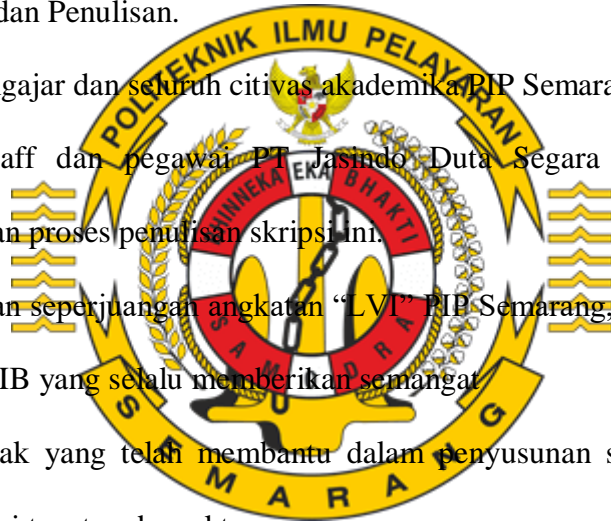 dan Penulisan.
POLITEKNIK ILMU PELAYARAN
ngajar dan seluruh citivas akademika PIP Semara
aff dan pegawai PT Jasindo Duta Segara
BHINNEKA EKA BHAKTI
an proses penulisan skripsi ini.
an seperjuangan angkatan “LVI” PIP Semarang,
SAMUDRA
IB yang selalu memberikan semangat
ak yang telah membantu dalam penyusunan s
SEMARANG